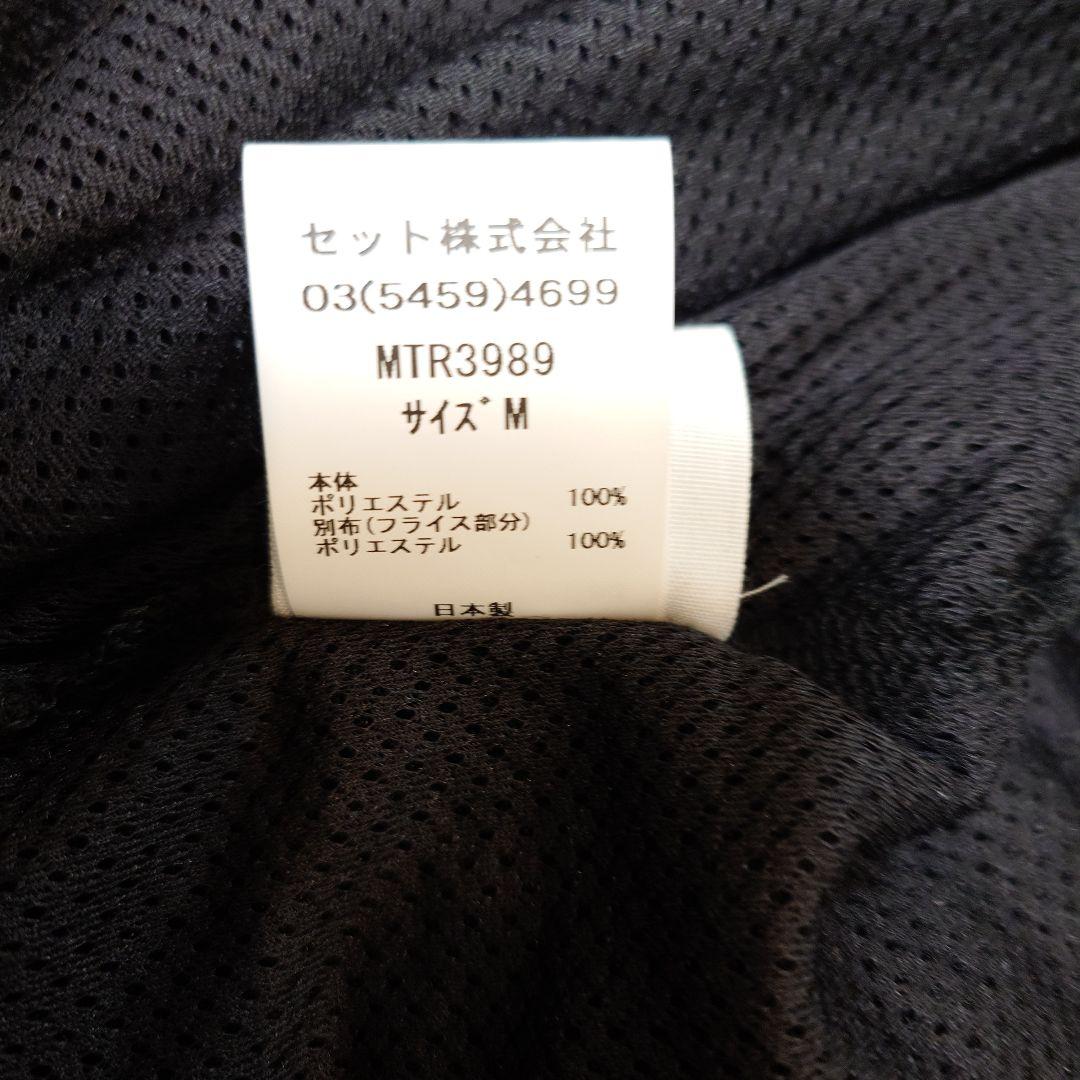 セット株式会社
03(5459)4699
MTR3989
サイズ M
本体
ポリエステル 100%
別布(フライス部分)
ポリエステル 100%
日本製